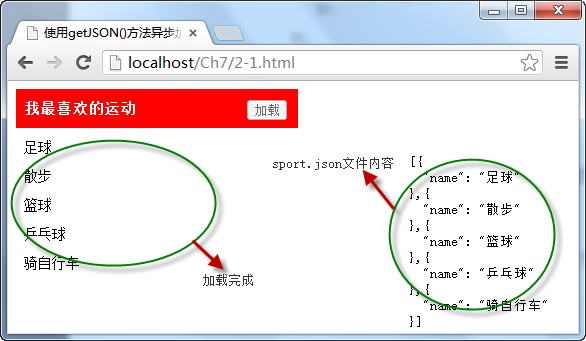 使用getJSON()方法异步加
localhost/Ch7/2-1.html
我最喜欢的运动
加载
足球
散步
篮球
乒乓球
骑自行车
加载完成
sport.json文件内容
[{
"name": "足球"
},{
"name": "散步"
},{
"name": "篮球"
},{
"name": "乒乓球"
},{
"name": "骑自行车"
}]